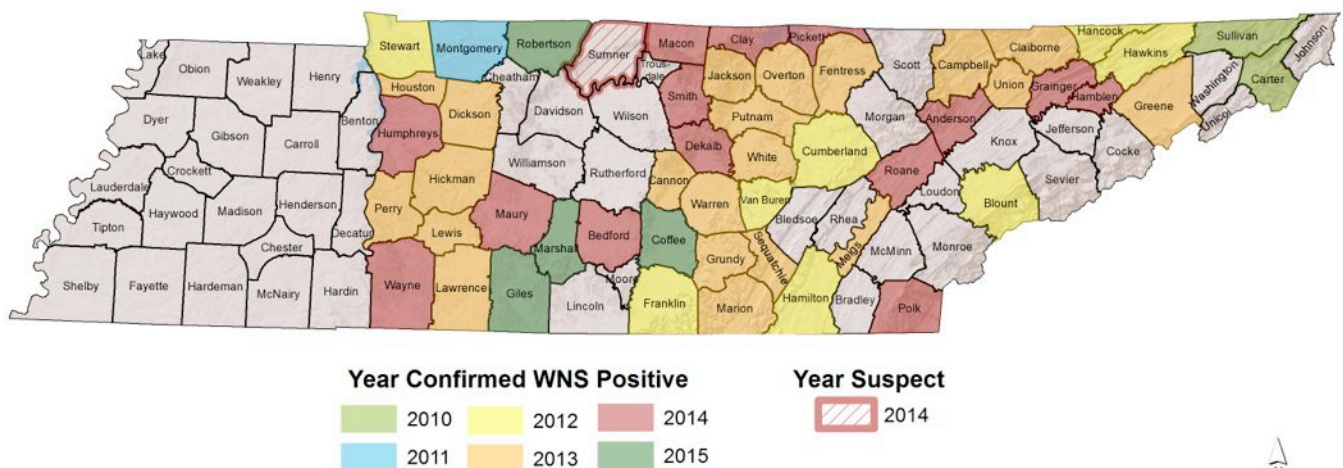 Lake
Obion
Weakley
Henry
Stewart
Montgomery
Robertson
Sumner
Macon
Clay
Pickett
Scott
Campbell
Claiborne
Hancock
Hawkins
Sullivan
Johnson
Carter
Washington
Unicoi
Greene
Hamblen
Grainger
Union
Houston
Cheatham
Trous-
dale
Jackson
Overton
Fentress
Dyer
Gibson
Carroll
Benton
Humphreys
Dickson
Davidson
Wilson
Smith
Putnam
Morgan
Anderson
Knox
Jefferson
Cocke
Sevier
Crockett
Lauderdale
Haywood
Madison
Henderson
Decatur
Perry
Hickman
Williamson
Rutherford
Dekalb
Cannon
White
Cumberland
Roane
Loudon
Blount
Tipton
Chester
Lewis
Maury
Marshall
Bedford
Coffee
Warren
Van Buren
Bledsoe
Rhea
Meigs
McMinn
Monroe
Shelby
Fayette
Hardeman
McNairy
Hardin
Wayne
Lawrence
Giles
Lincoln
Moore
Franklin
Grundy
Sequatchie
Marion
Hamilton
Bradley
Polk
Year Confirmed WNS Positive
2010
2012
2014
2011
2013
2015
Year Suspect
2014